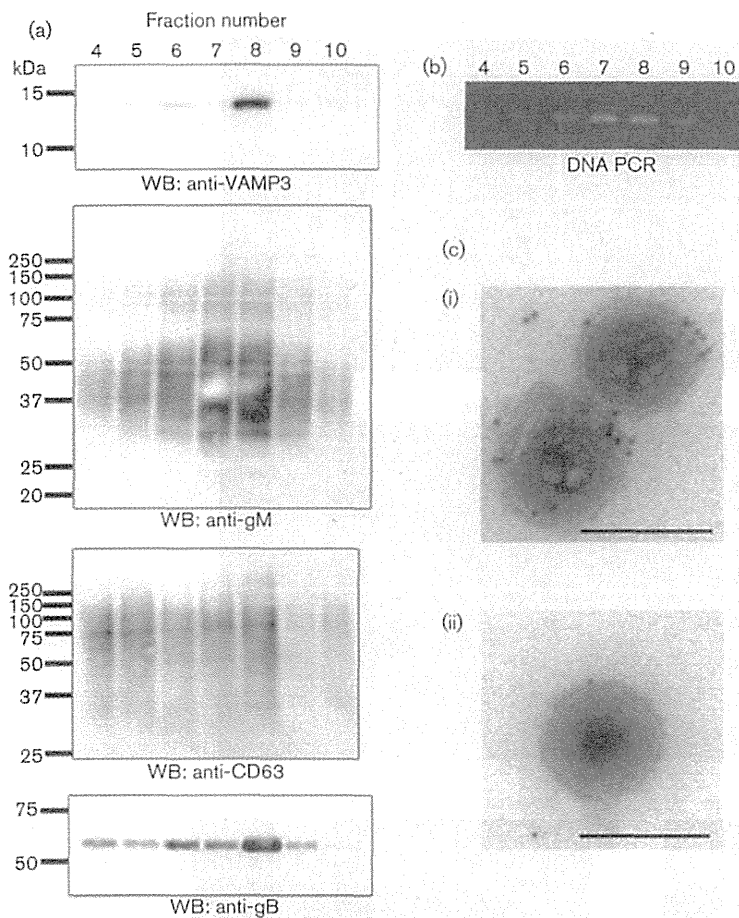 (a)
Fraction number
4 5 6 7 8 9 10
kDa
15
10
WB: anti-VAMP3
250
150
100
75
50
37
25
20
WB: anti-gM
250
150
100
75
50
37
25
WB: anti-CD63
75
50
WB: anti-gB
(b)
4 5 6 7 8 9 10
DNA PCR
(c)
(i)
(ii)